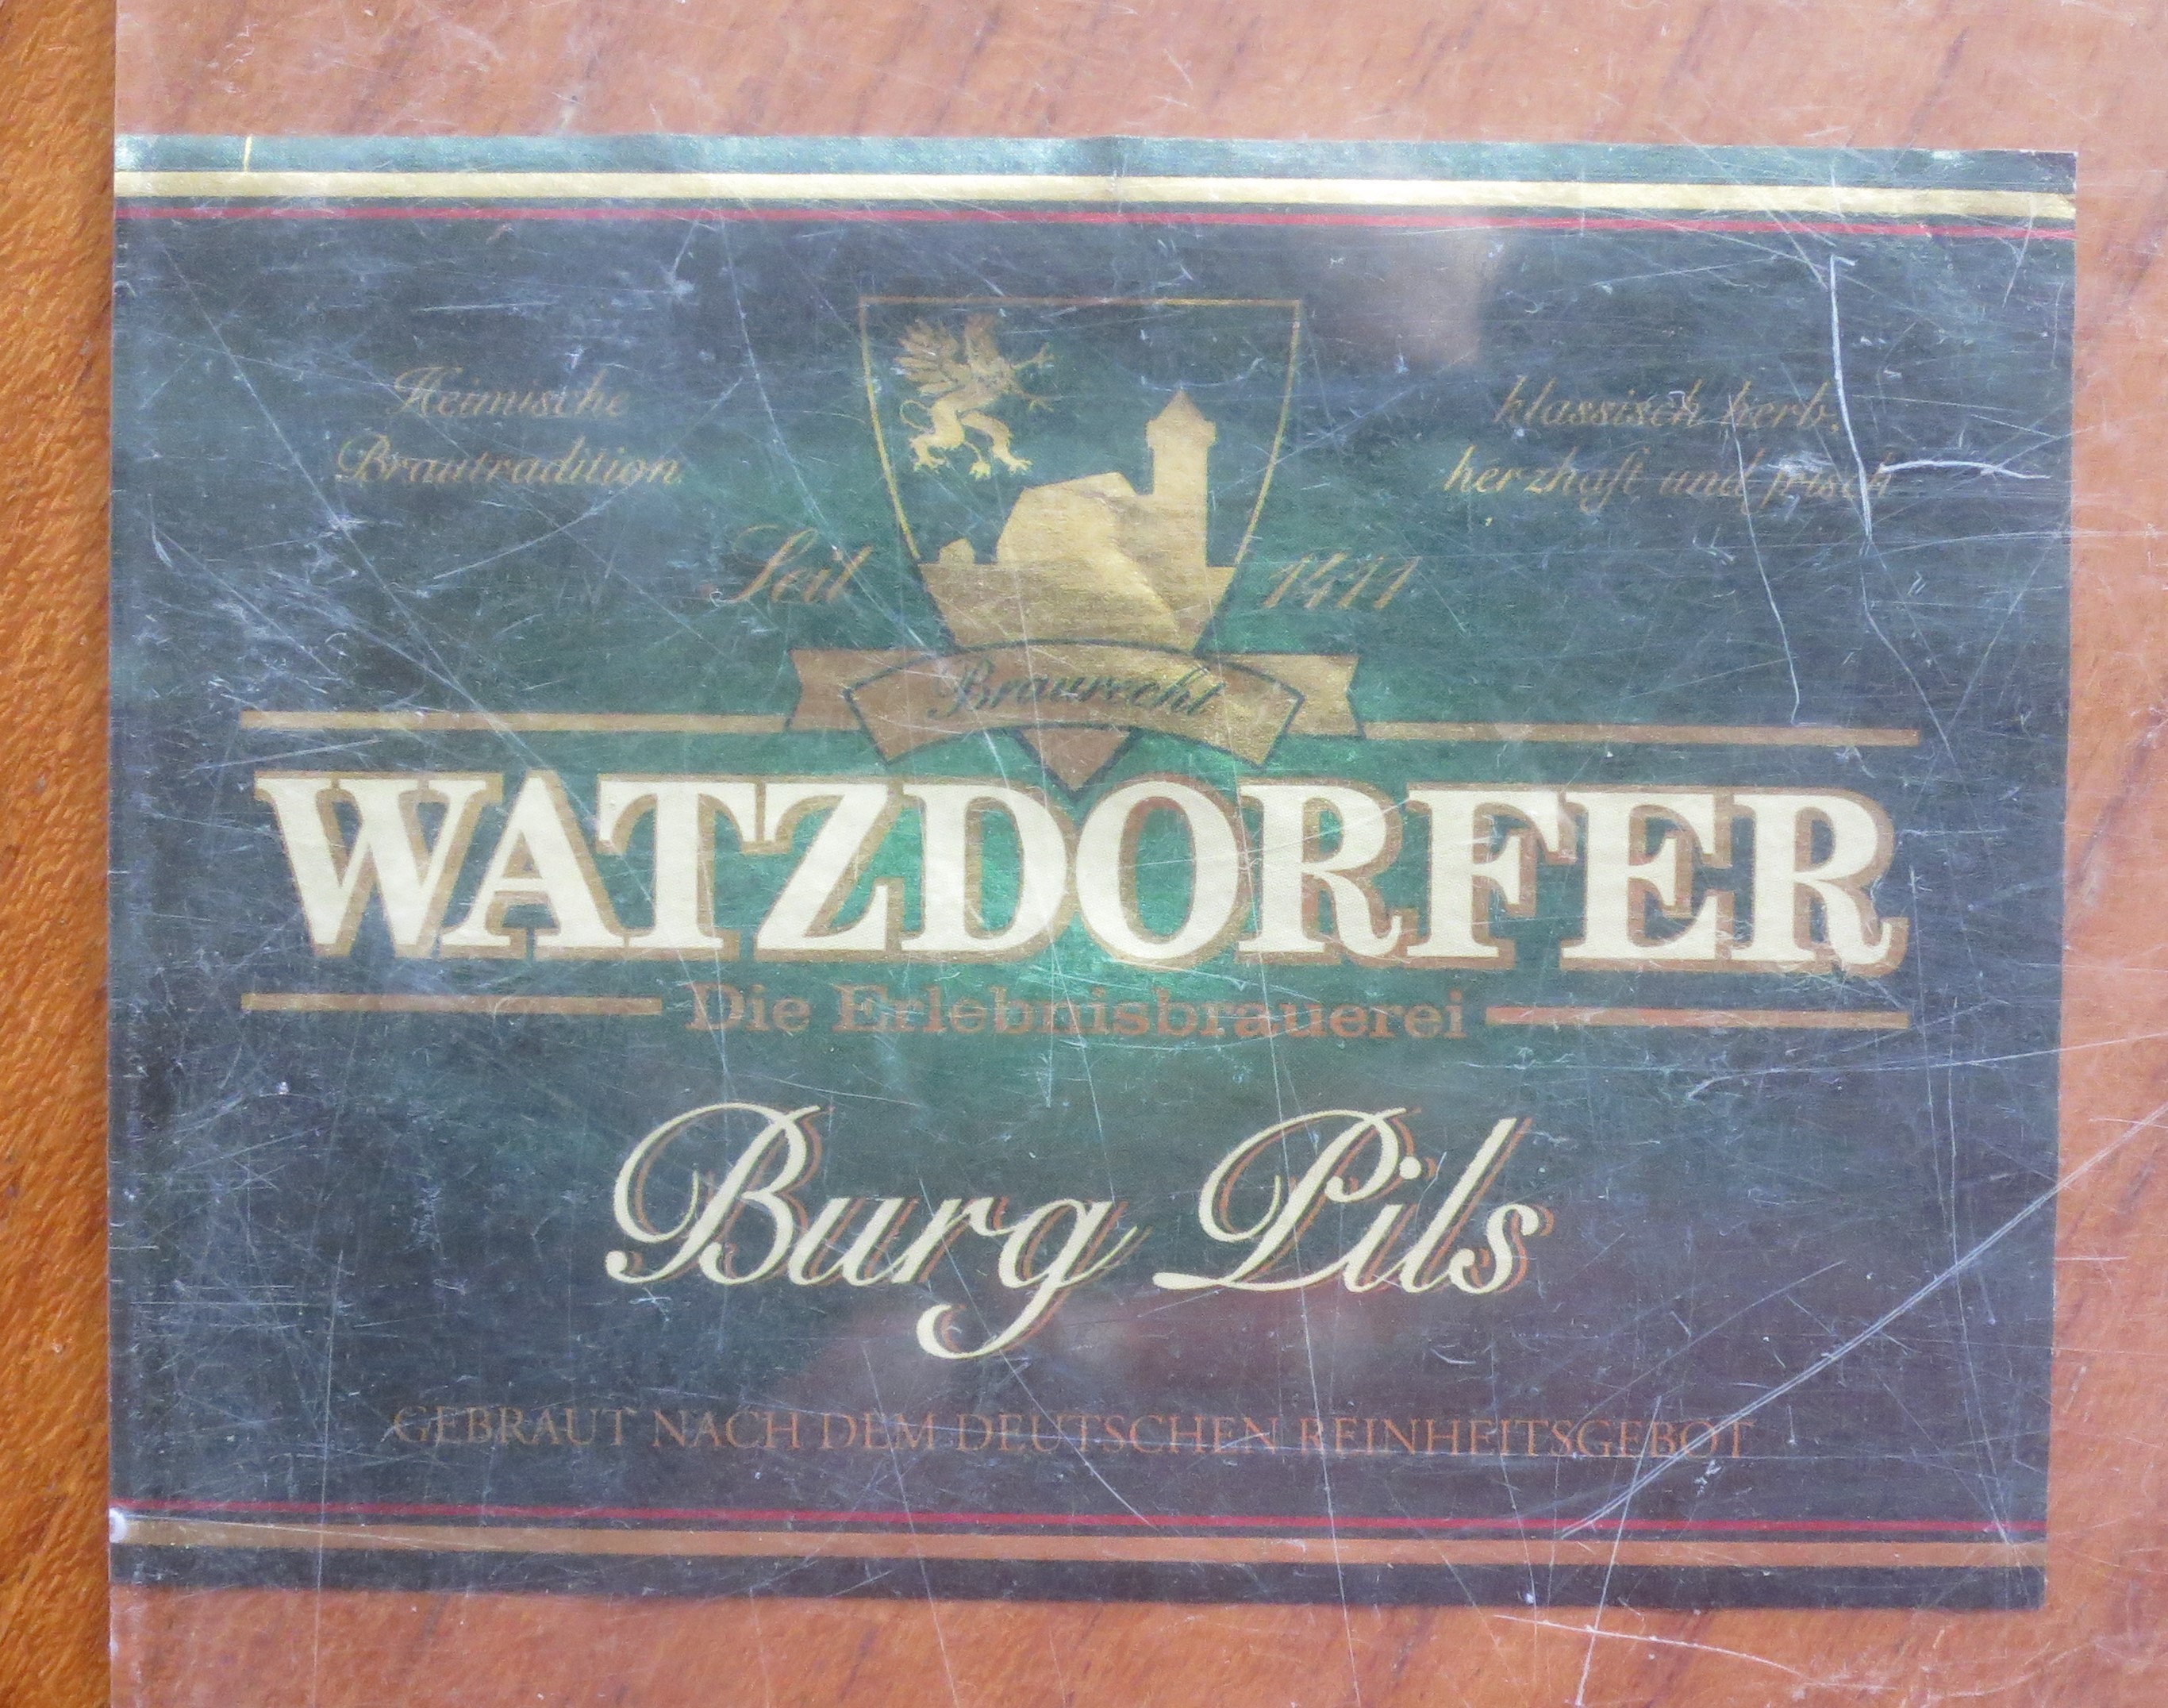 Heimische
Brautradition
klassisch herb,
herzhaft und frisch
Seit 1411
Braurecht
WATZDORFER
Die Erlebnisbrauerei
Burg Pils
GEBRAUT NACH DEM DEUTSCHEN REINHEITSGEBOT